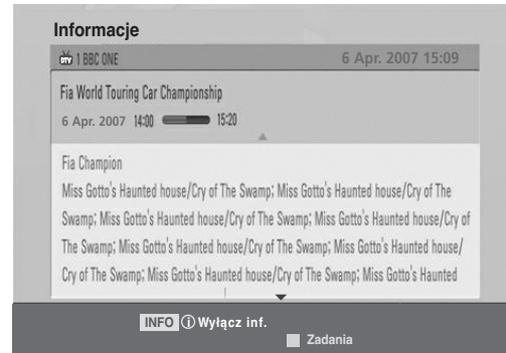 Informacje
DTV 1 BBC ONE 6 Apr. 2007 15:09
Fia World Touring Car Championship
6 Apr. 2007 14:00 15:20
Fia Champion
Miss Gotto's Haunted house/Cry of The Swamp; Miss Gotto's Haunted house/Cry of The
Swamp; Miss Gotto's Haunted house/Cry of The Swamp; Miss Gotto's Haunted house/Cry of
The Swamp; Miss Gotto's Haunted house/Cry of The Swamp; Miss Gotto's Haunted house/
Cry of The Swamp; Miss Gotto's Haunted house/Cry of The Swamp; Miss Gotto's Haunted
INFO ⓘ Wyłącz inf.
Zadania